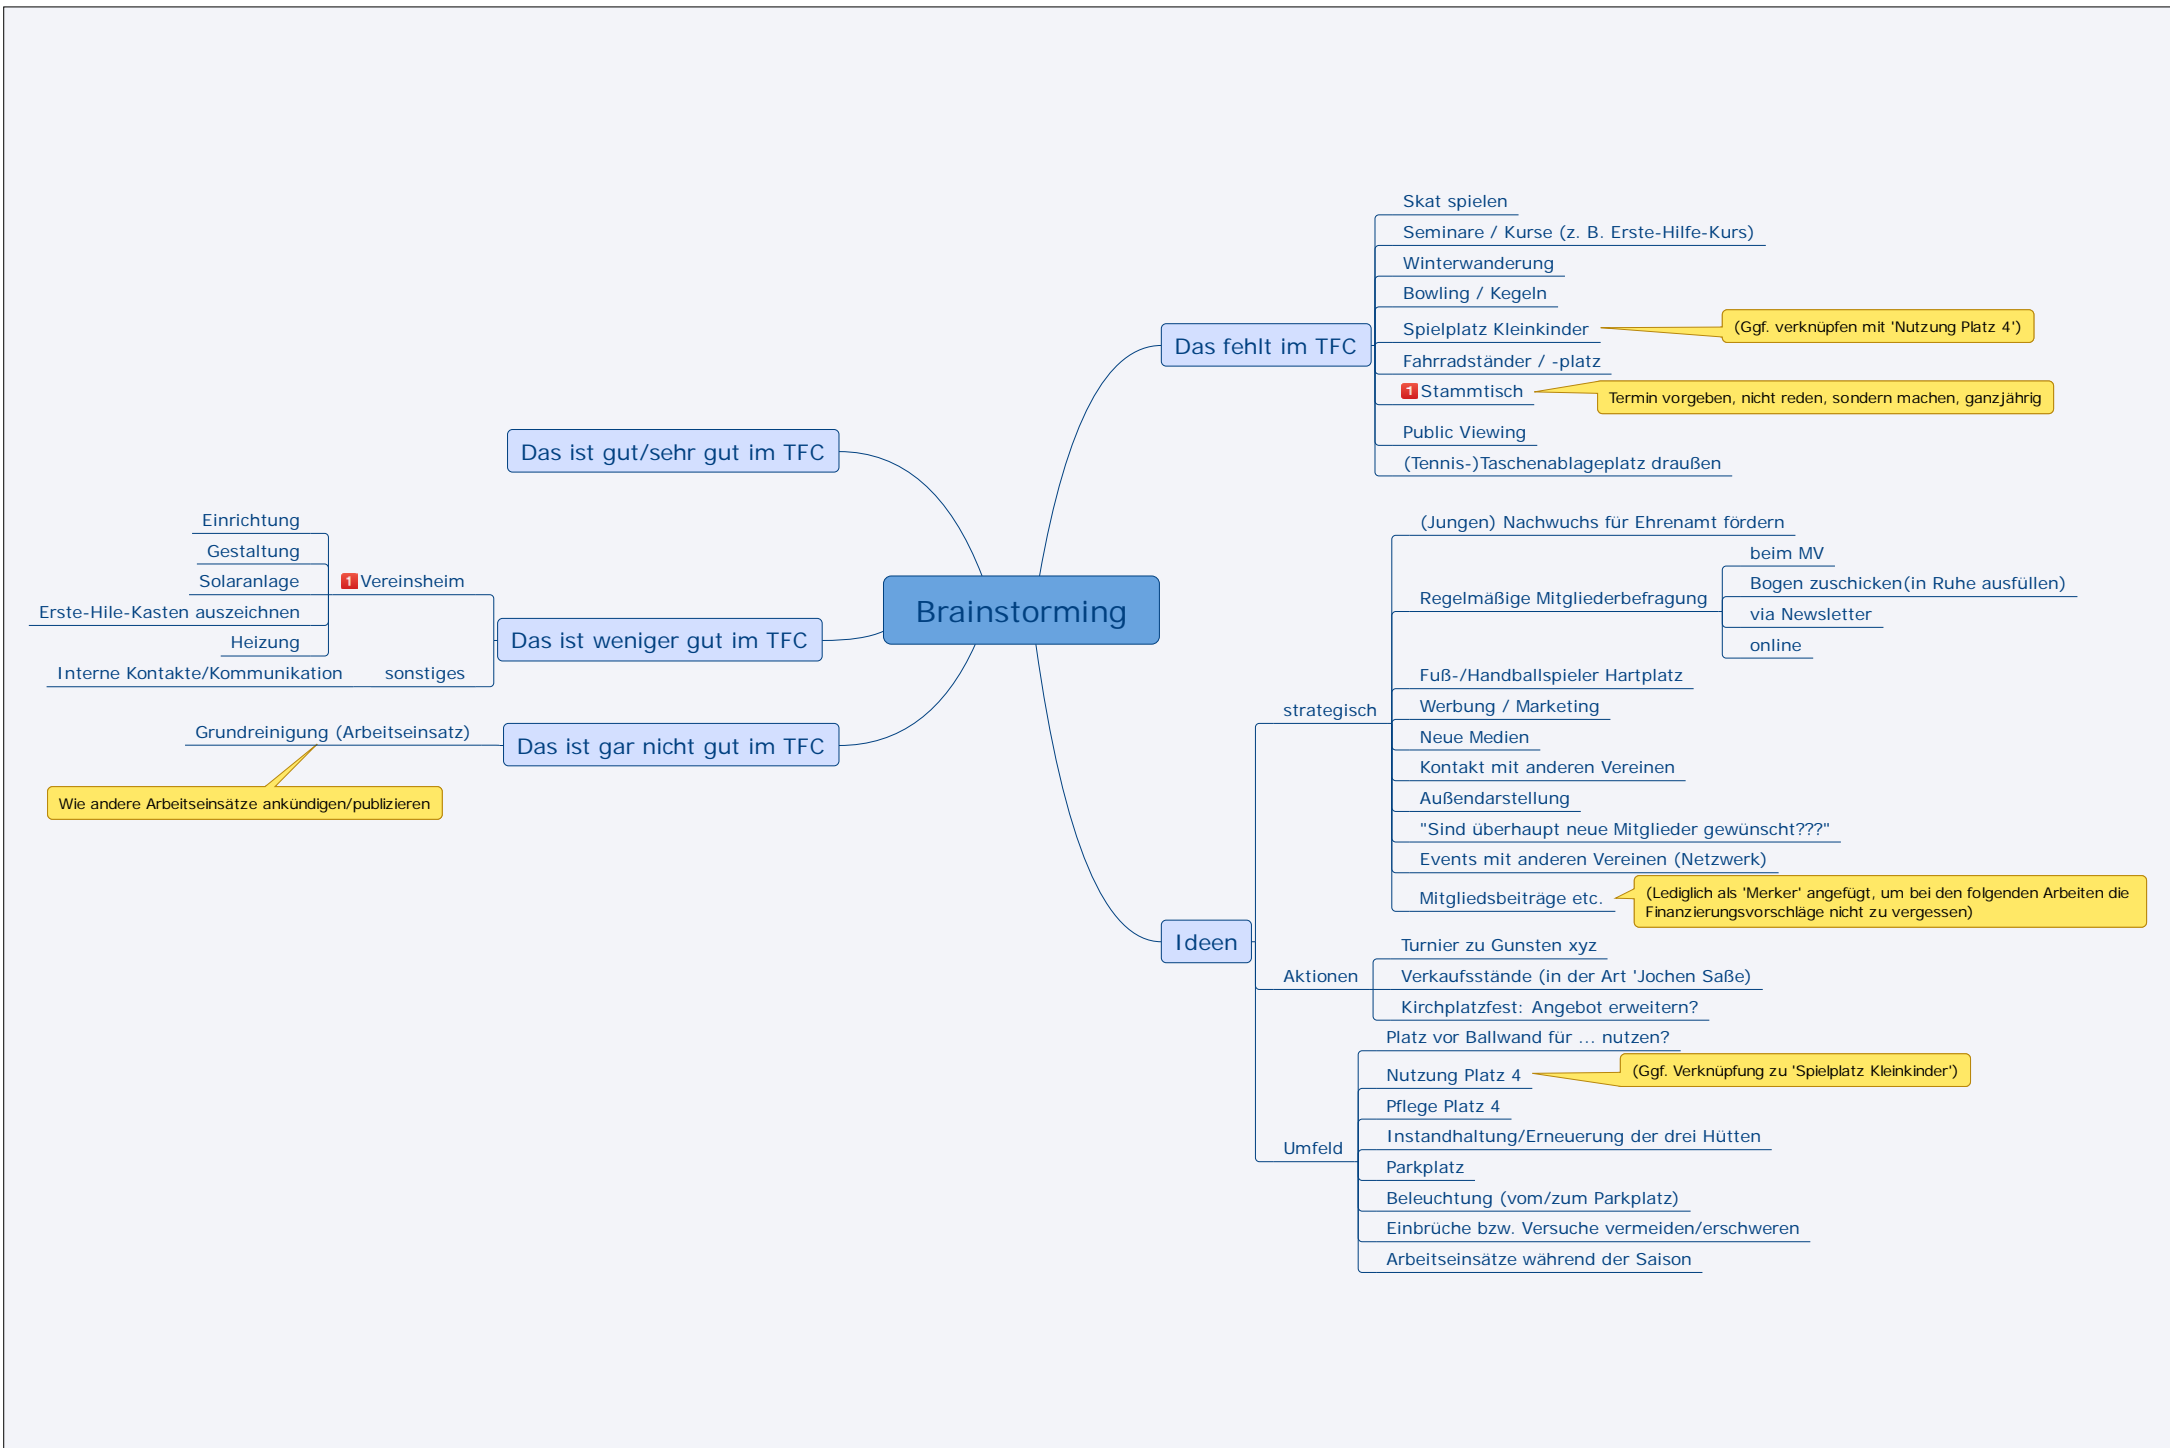 Brainstorming
Das fehlt im TFC
Skat spielen
Seminare / Kurse (z. B. Erste-Hilfe-Kurs)
Winterwanderung
Bowling / Kegeln
Spielplatz Kleinkinder
(Ggf. verknüpfen mit 'Nutzung Platz 4')
Fahrradständer / -platz
1 Stammtisch
Termin vorgeben, nicht reden, sondern machen, ganzjährig
Public Viewing
(Tennis-)Taschenablageplatz draußen
Ideen
strategisch
(Jungen) Nachwuchs für Ehrenamt fördern
Regelmäßige Mitgliederbefragung
beim MV
Bogen zuschicken(in Ruhe ausfüllen)
via Newsletter
online
Fuß-/Handballspieler Hartplatz
Werbung / Marketing
Neue Medien
Kontakt mit anderen Vereinen
Außendarstellung
"Sind überhaupt neue Mitglieder gewünscht???"
Events mit anderen Vereinen (Netzwerk)
Mitgliedsbeiträge etc.
(Lediglich als 'Merker' angefügt, um bei den folgenden Arbeiten die
Finanzierungsvorschläge nicht zu vergessen)
Aktionen
Turnier zu Gunsten xyz
Verkaufsstände (in der Art 'Jochen Saße)
Kirchplatzfest: Angebot erweitern?
Umfeld
Platz vor Ballwand für ... nutzen?
Nutzung Platz 4
(Ggf. Verknüpfung zu 'Spielplatz Kleinkinder')
Pflege Platz 4
Instandhaltung/Erneuerung der drei Hütten
Parkplatz
Beleuchtung (vom/zum Parkplatz)
Einbrüche bzw. Versuche vermeiden/erschweren
Arbeitseinsätze während der Saison
Das ist gut/sehr gut im TFC
Das ist weniger gut im TFC
1 Vereinsheim
Einrichtung
Gestaltung
Solaranlage
Erste-Hile-Kasten auszeichnen
Heizung
sonstiges
Interne Kontakte/Kommunikation
Das ist gar nicht gut im TFC
Grundreinigung (Arbeitseinsatz)
Wie andere Arbeitseinsätze ankündigen/publizieren